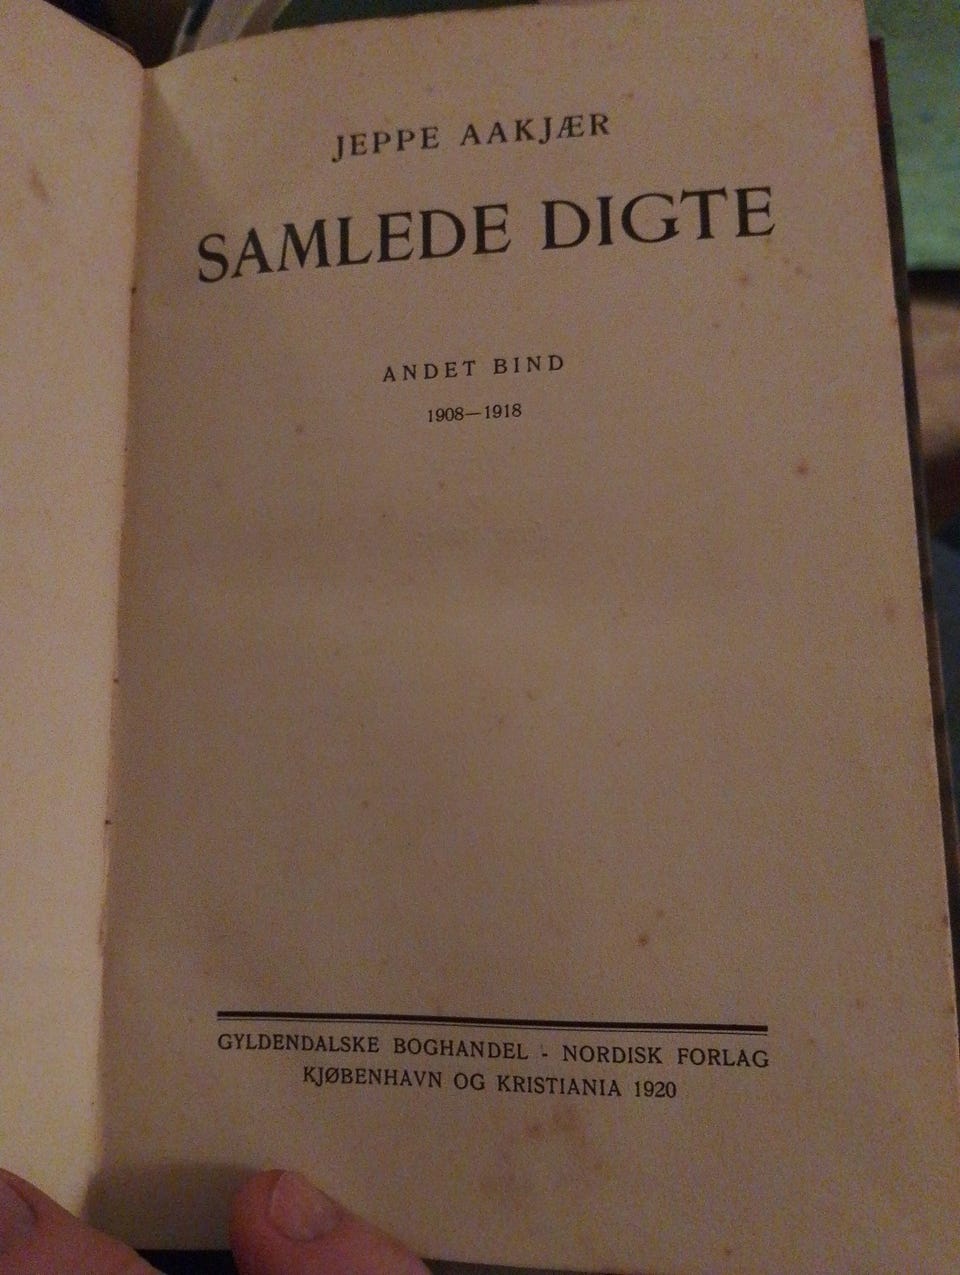 JEPPE AAKJÆR
SAMLEDE DIGTE
ANDET BIND
1908—1918
GYLDENDALSKE BOGHANDEL - NORDISK FORLAG
KJØBENHAVN OG KRISTIANIA 1920